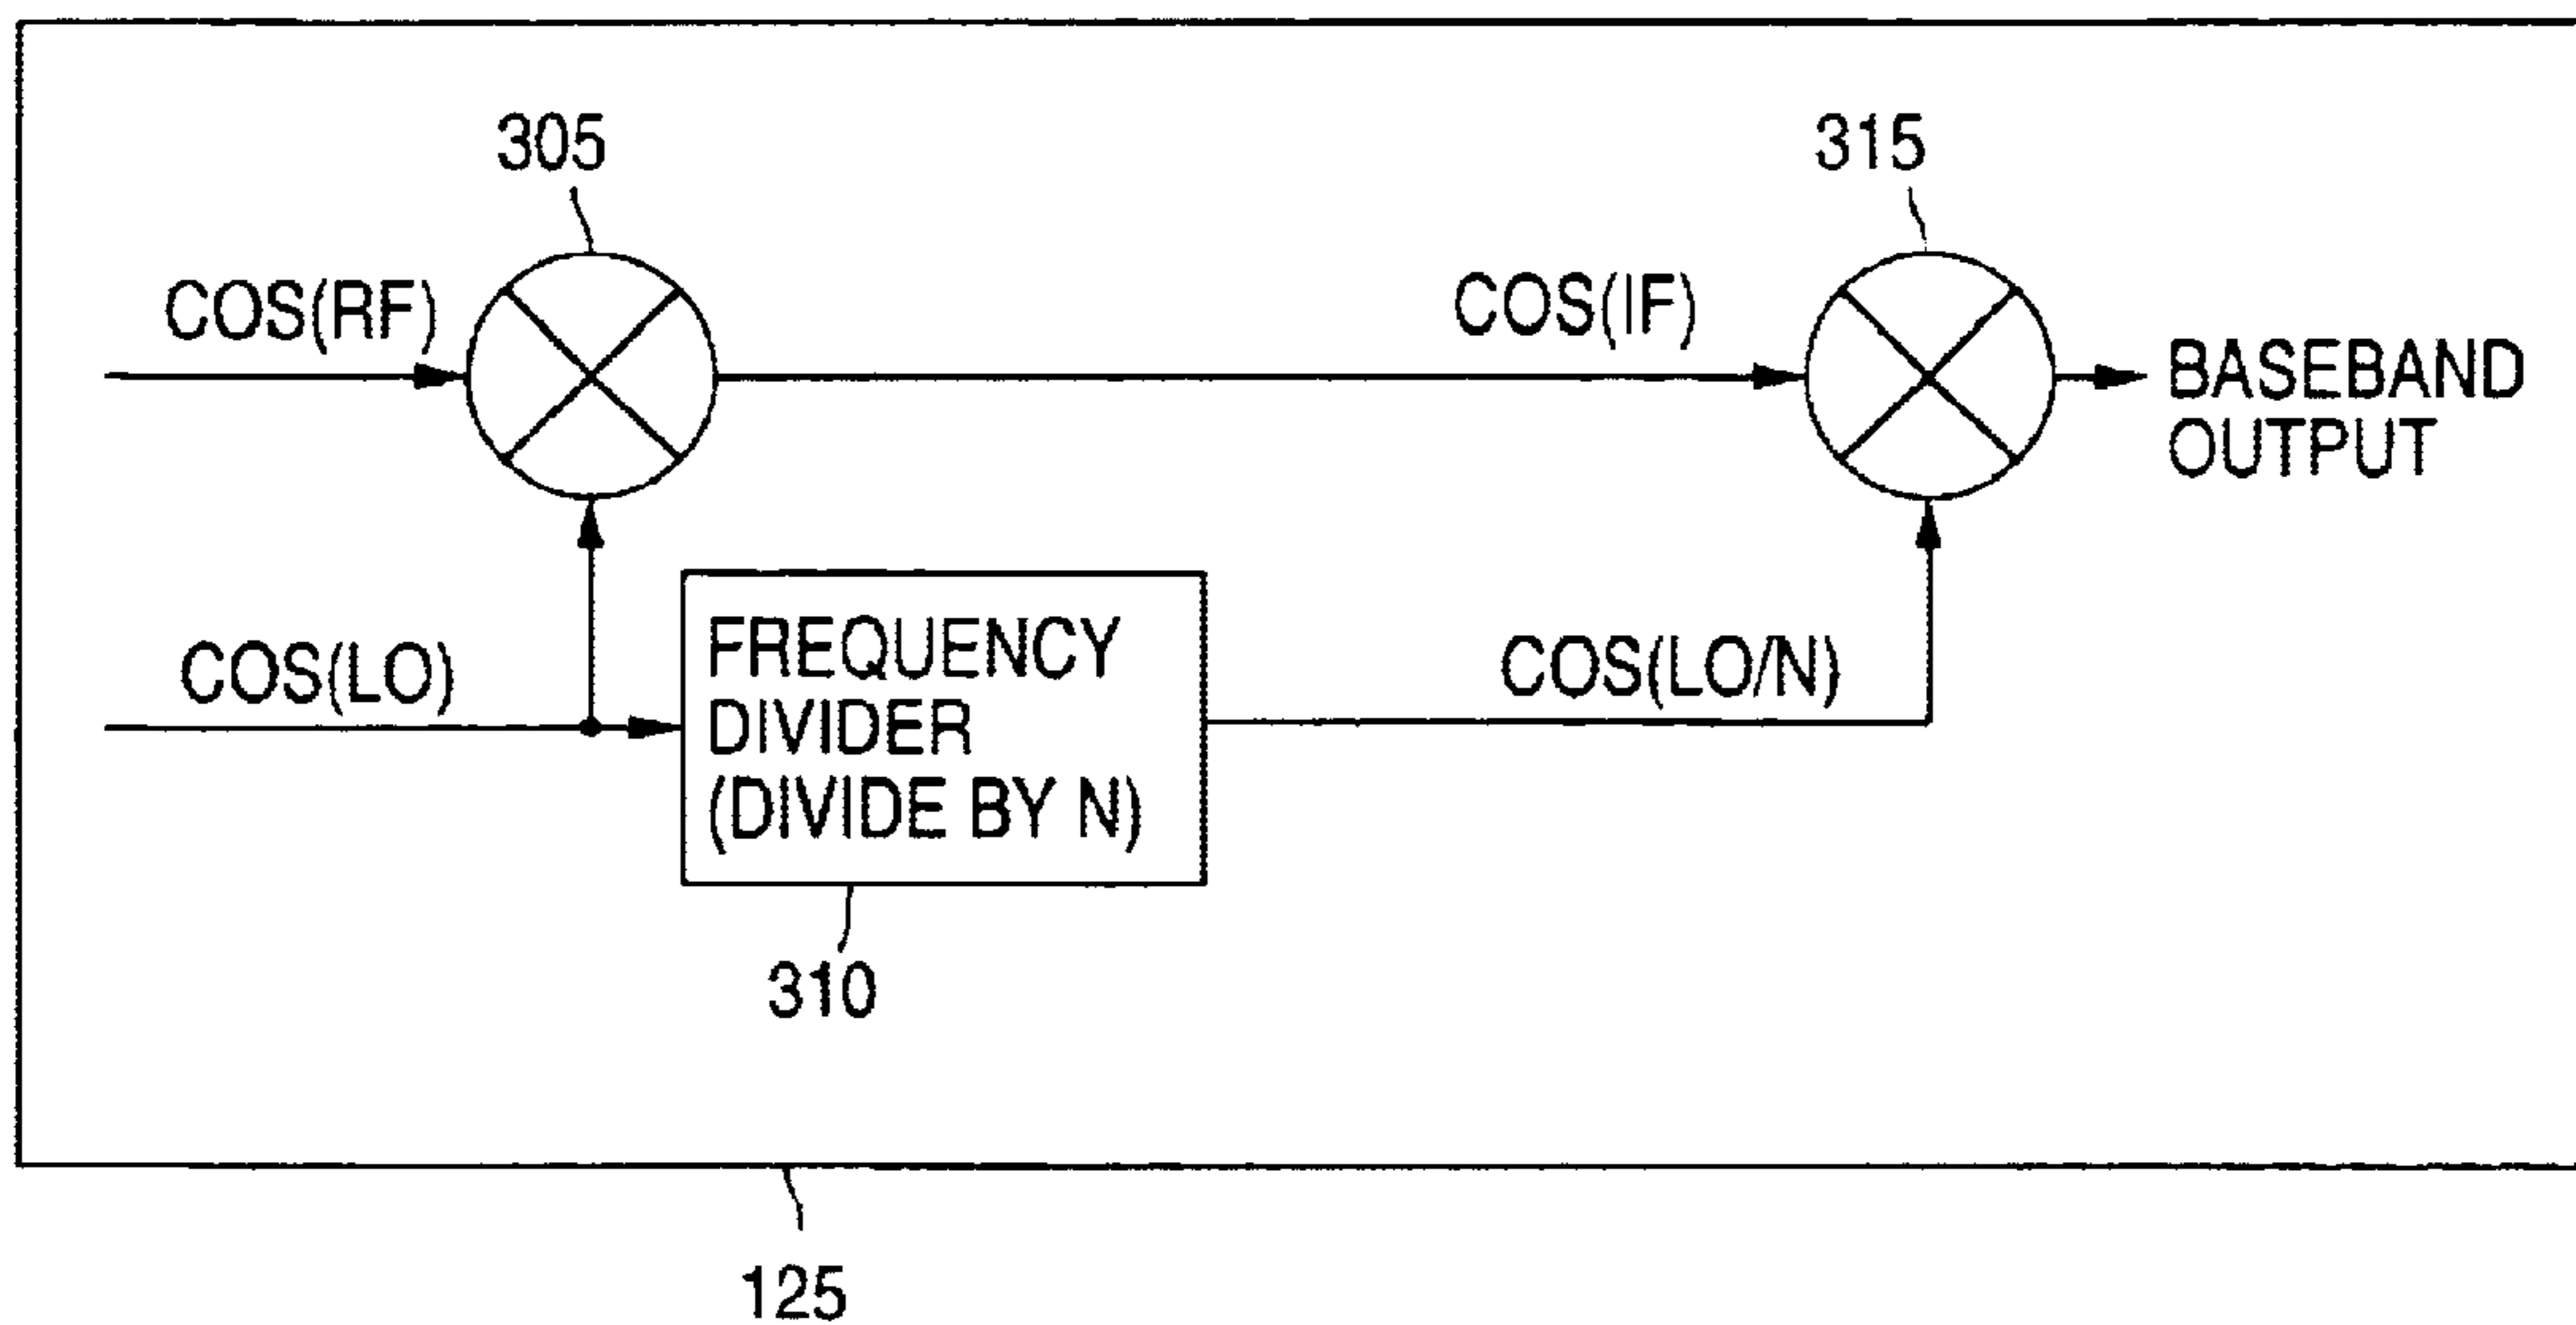 305
315
COS(RF)
COS(IF)
BASEBAND
OUTPUT
COS(LO)
FREQUENCY
DIVIDER
(DIVIDE BY N)
COS(LO/N)
310
125